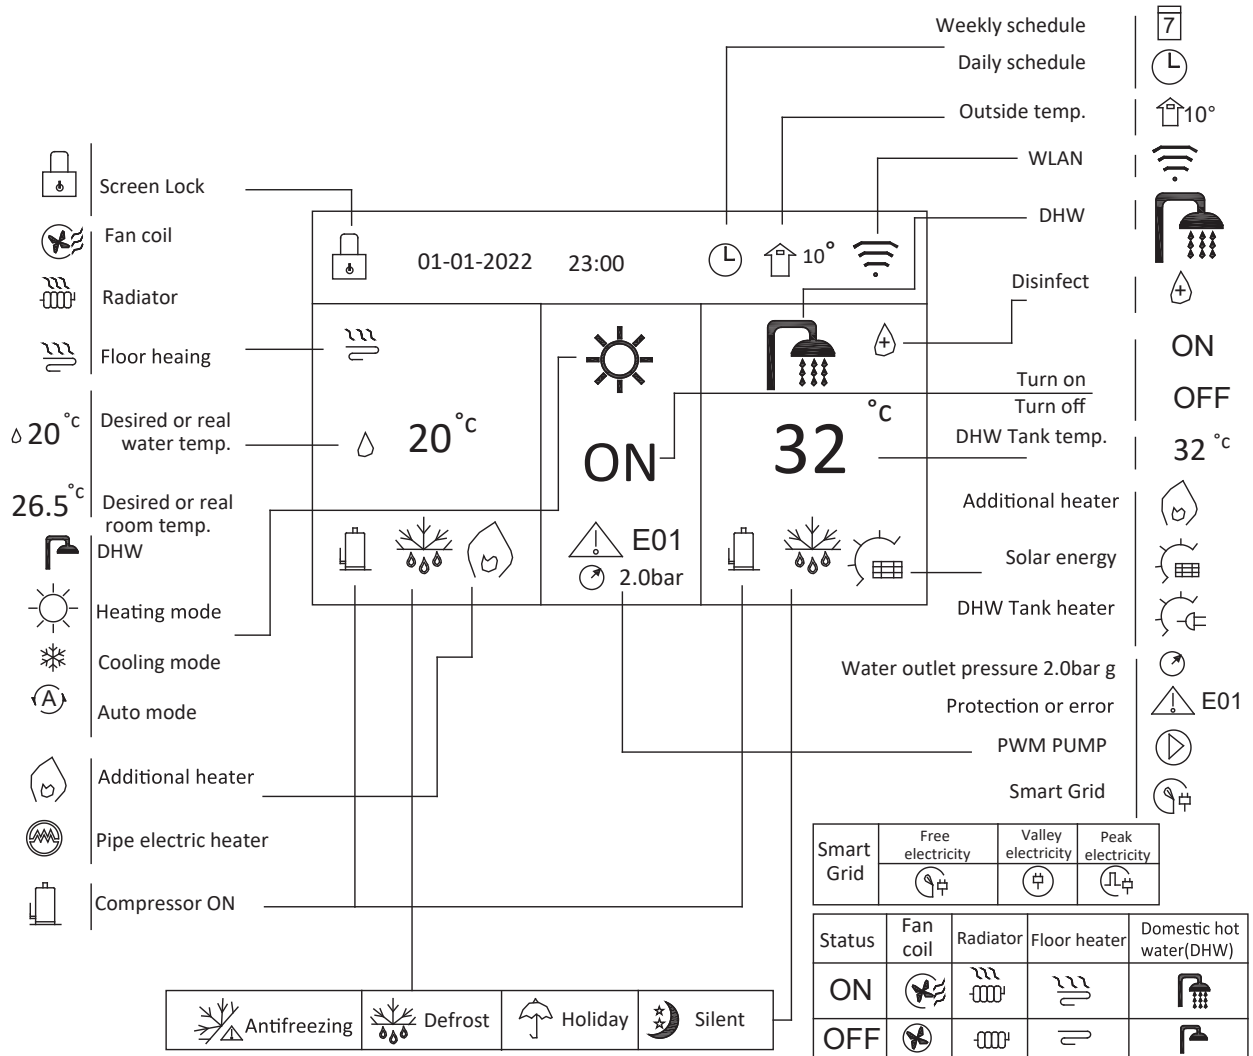 Weekly schedule
7
Daily schedule
Outside temp.
10°
WLAN
DHW
Disinfect
ON
Turn on
Turn off
OFF
DHW Tank temp.
32 °c
Additional heater
Solar energy
DHW Tank heater
Water outlet pressure 2.0bar g
Protection or error
E01
PWM PUMP
Smart Grid
Screen Lock
Fan coil
Radiator
Floor heaing
20 °c
Desired or real
water temp.
26.5°c
Desired or real
room temp.
DHW
Heating mode
Cooling mode
A
Auto mode
Additional heater
Pipe electric heater
Compressor ON
01-01-2022 23:00
10°
20 °c
ON
32 °c
E01
2.0bar
Smart
Grid
Free
electricity
Valley
electricity
Peak
electricity
Status
Fan
coil
Radiator
Floor heater
Domestic hot
water(DHW)
ON
OFF
Antifreezing
Defrost
Holiday
Silent